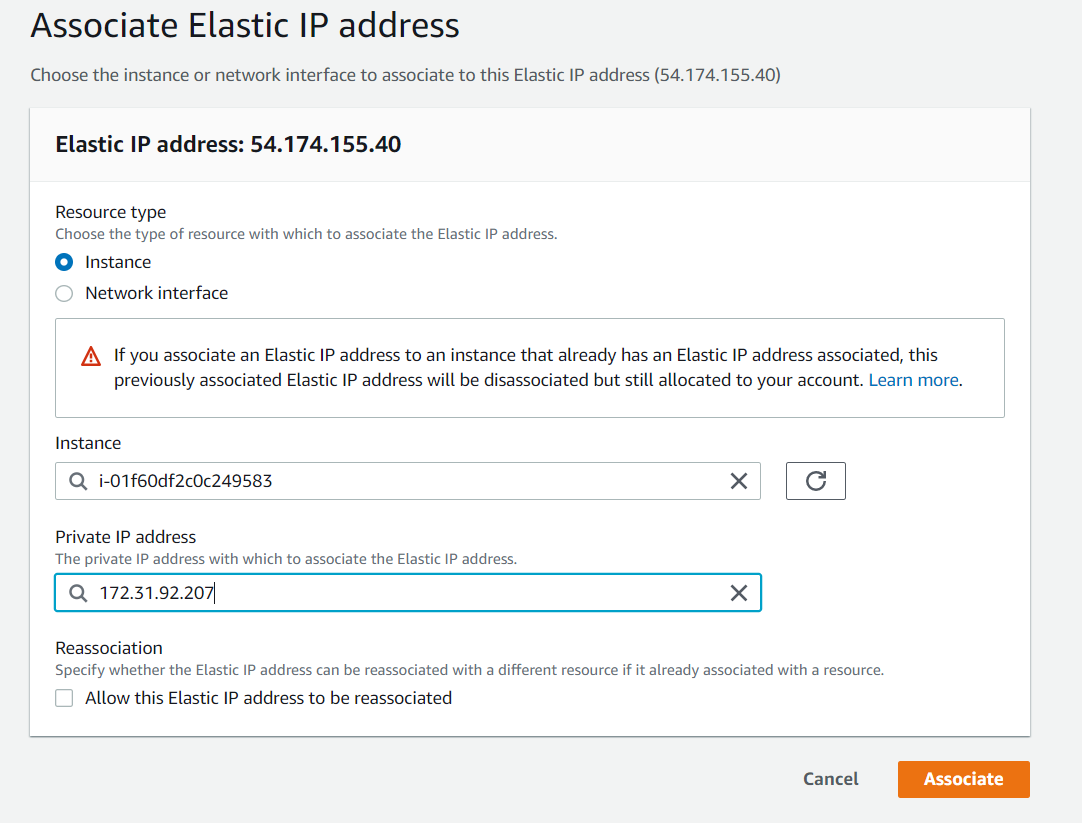 Associate Elastic IP address
Choose the instance or network interface to associate to this Elastic IP address (54.174.155.40)
Elastic IP address: 54.174.155.40
Resource type
Choose the type of resource with which to associate the Elastic IP address.
Instance
Network interface
If you associate an Elastic IP address to an instance that already has an Elastic IP address associated, this
previously associated Elastic IP address will be disassociated but still allocated to your account. Learn more.
Instance
i-01f60df2c0c249583
Private IP address
The private IP address with which to associate the Elastic IP address.
172.31.92.207
Reassociation
Specify whether the Elastic IP address can be reassociated with a different resource if it already associated with a resource.
Allow this Elastic IP address to be reassociated
Cancel
Associate